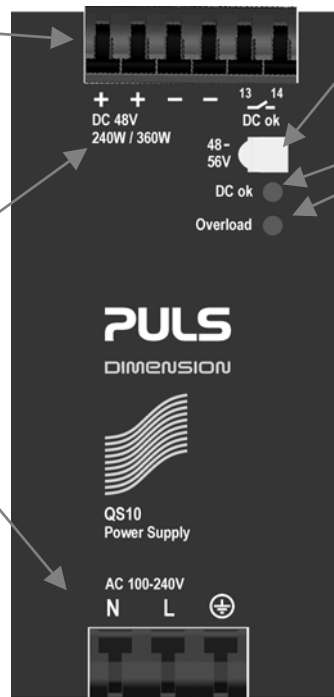 + + − − 13 14
DC 48V
240W / 360W
DC ok
48-
56V
DC ok
Overload
PULS
DIMENSION
QS10
Power Supply
AC 100-240V
N L